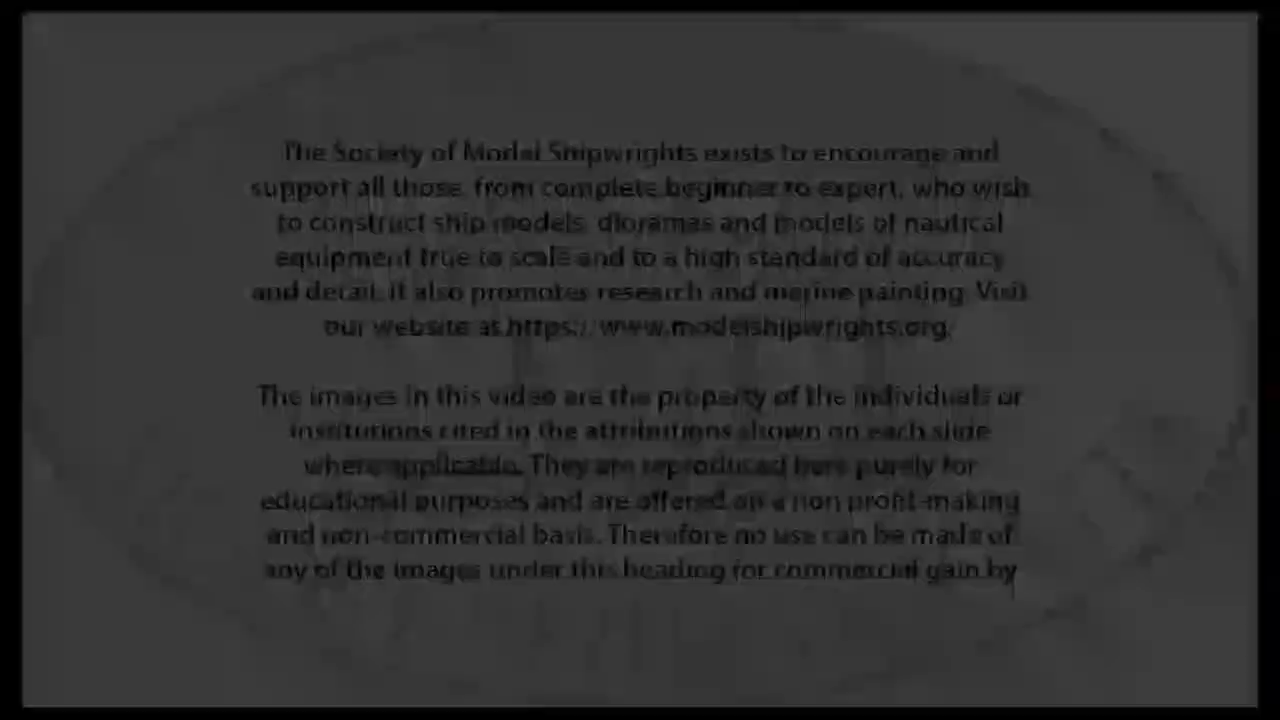 The Society of Model Shipwrights exists to encourage and
support all those, from complete beginner to expert, who wish
to construct ship models, dioramas and models of nautical
equipment true to scale and to a high standard of accuracy
and detail. It also promotes research and marine painting. Visit
our website at https://www.modelshipwrights.org.
The images in this video are the property of the individuals or
institutions cited in the attributions shown on each slide
where applicable. They are reproduced here purely for
educational purposes and are offered on a non profit-making
and non-commercial basis. Therefore no use can be made of
any of the images under this heading for commercial gain by